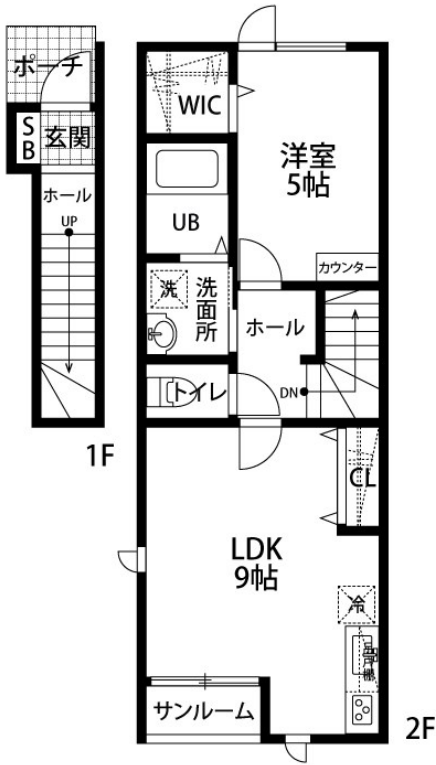 ポーチ
SB
玄関
ホール
UP
1F
WIC
洋室
5帖
UB
カウンター
洗
洗面所
ホール
トイレ
DN
CL
LDK
9帖
冷
サンルーム
2F